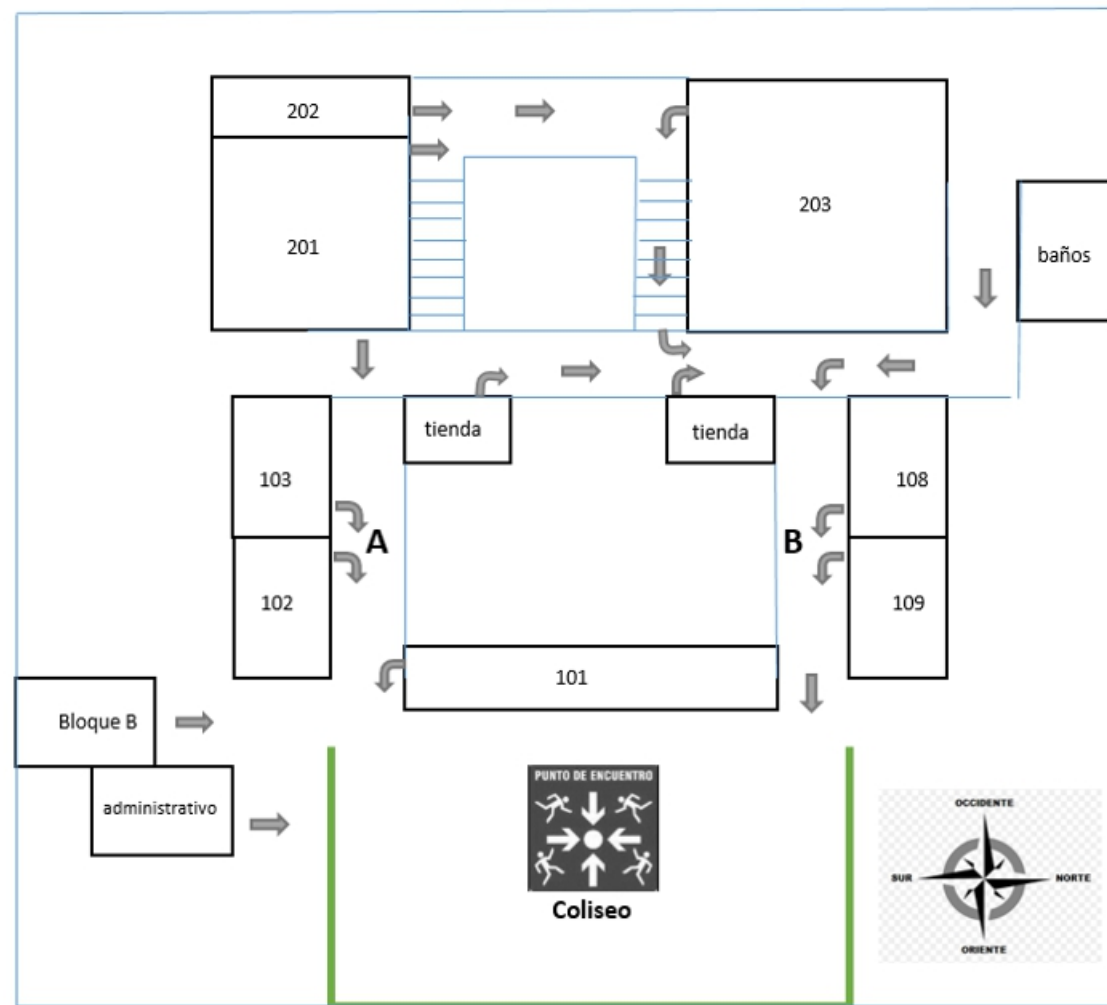 202
201
203
baños
tienda
tienda
103
108
A
B
102
109
101
Bloque B
administrativo
PUNTO DE ENCUENTRO
Coliseo
OCCIDENTE
SUR
NORTE
ORIENTE